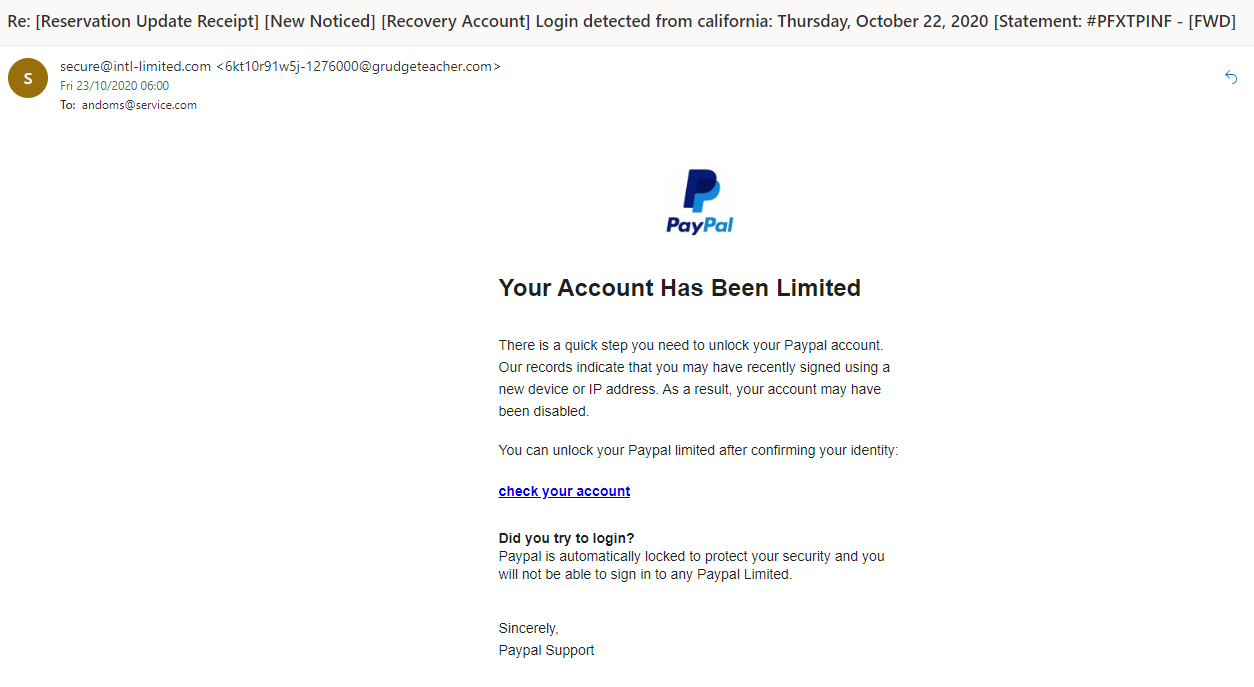 Re: [Reservation Update Receipt] [New Noticed] [Recovery Account] Login detected from california: Thursday, October 22, 2020 [Statement: #PFXTPINF - [FWD]
S
secure@intl-limited.com <6kt10r91w5j-1276000@grudgeteacher.com>
Fri 23/10/2020 06:00
To: andoms@service.com
PayPal
Your Account Has Been Limited
There is a quick step you need to unlock your Paypal account.
Our records indicate that you may have recently signed using a
new device or IP address. As a result, your account may have
been disabled.
You can unlock your Paypal limited after confirming your identity:
check your account
Did you try to login?
Paypal is automatically locked to protect your security and you
will not be able to sign in to any Paypal Limited.
Sincerely,
Paypal Support